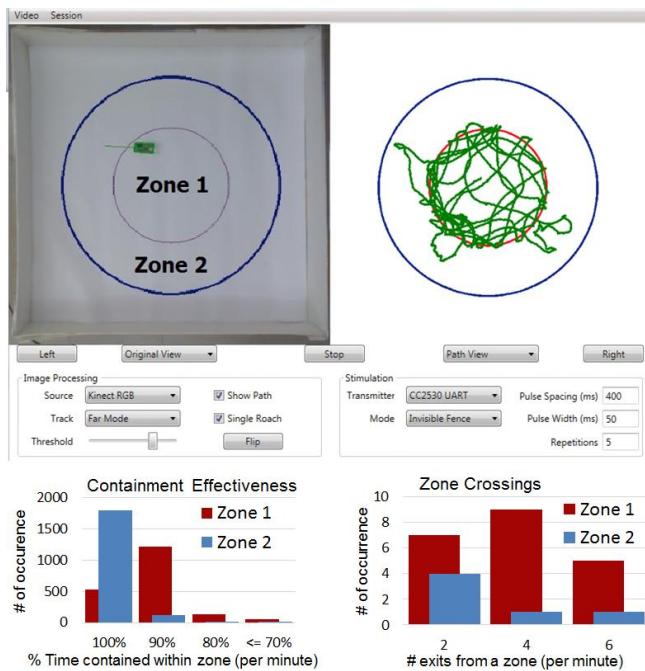 Video Session
Zone 1
Zone 2
Left Original View Stop Path View Right
Image Processing
Source Kinect RGB Show Path
Track Far Mode Single Roach
Threshold Flip
Stimulation
Transmitter CC2530 UART Pulse Spacing (ms) 400
Mode Invisible Fence Pulse Width (ms) 50
Repetitions 5
Containment Effectiveness
Zone 1
Zone 2
# of occurence
2000
1500
1000
500
0
100% 90% 80% <= 70%
% Time contained within zone (per minute)
Zone Crossings
Zone 1
Zone 2
# of occurrence
10
8
6
4
2
0
2 4 6
# exits from a zone (per minute)